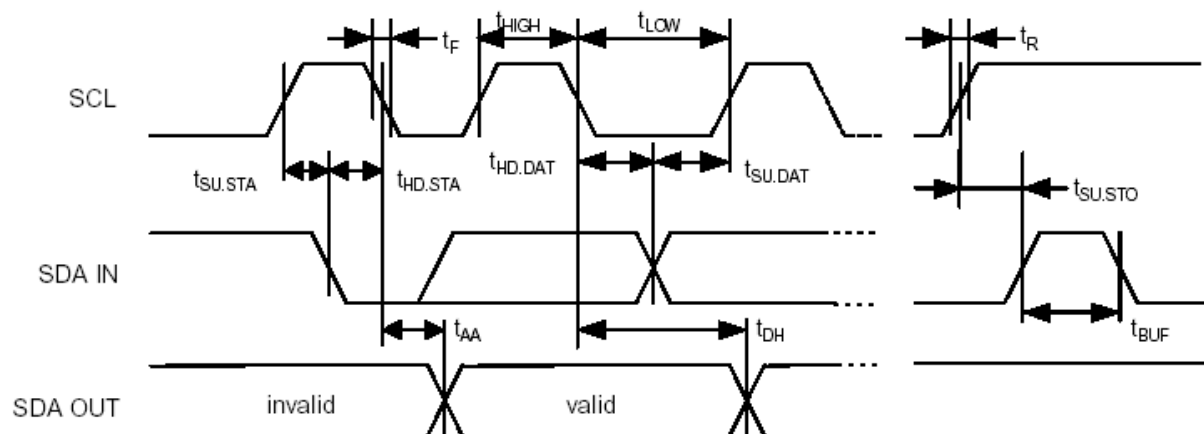 tF
tHIGH
tLOW
tR
SCL
tSU.STA
tHD.STA
tHD.DAT
tSU.DAT
tSU.STO
SDA IN
tAA
tDH
tBUF
SDA OUT
invalid
valid